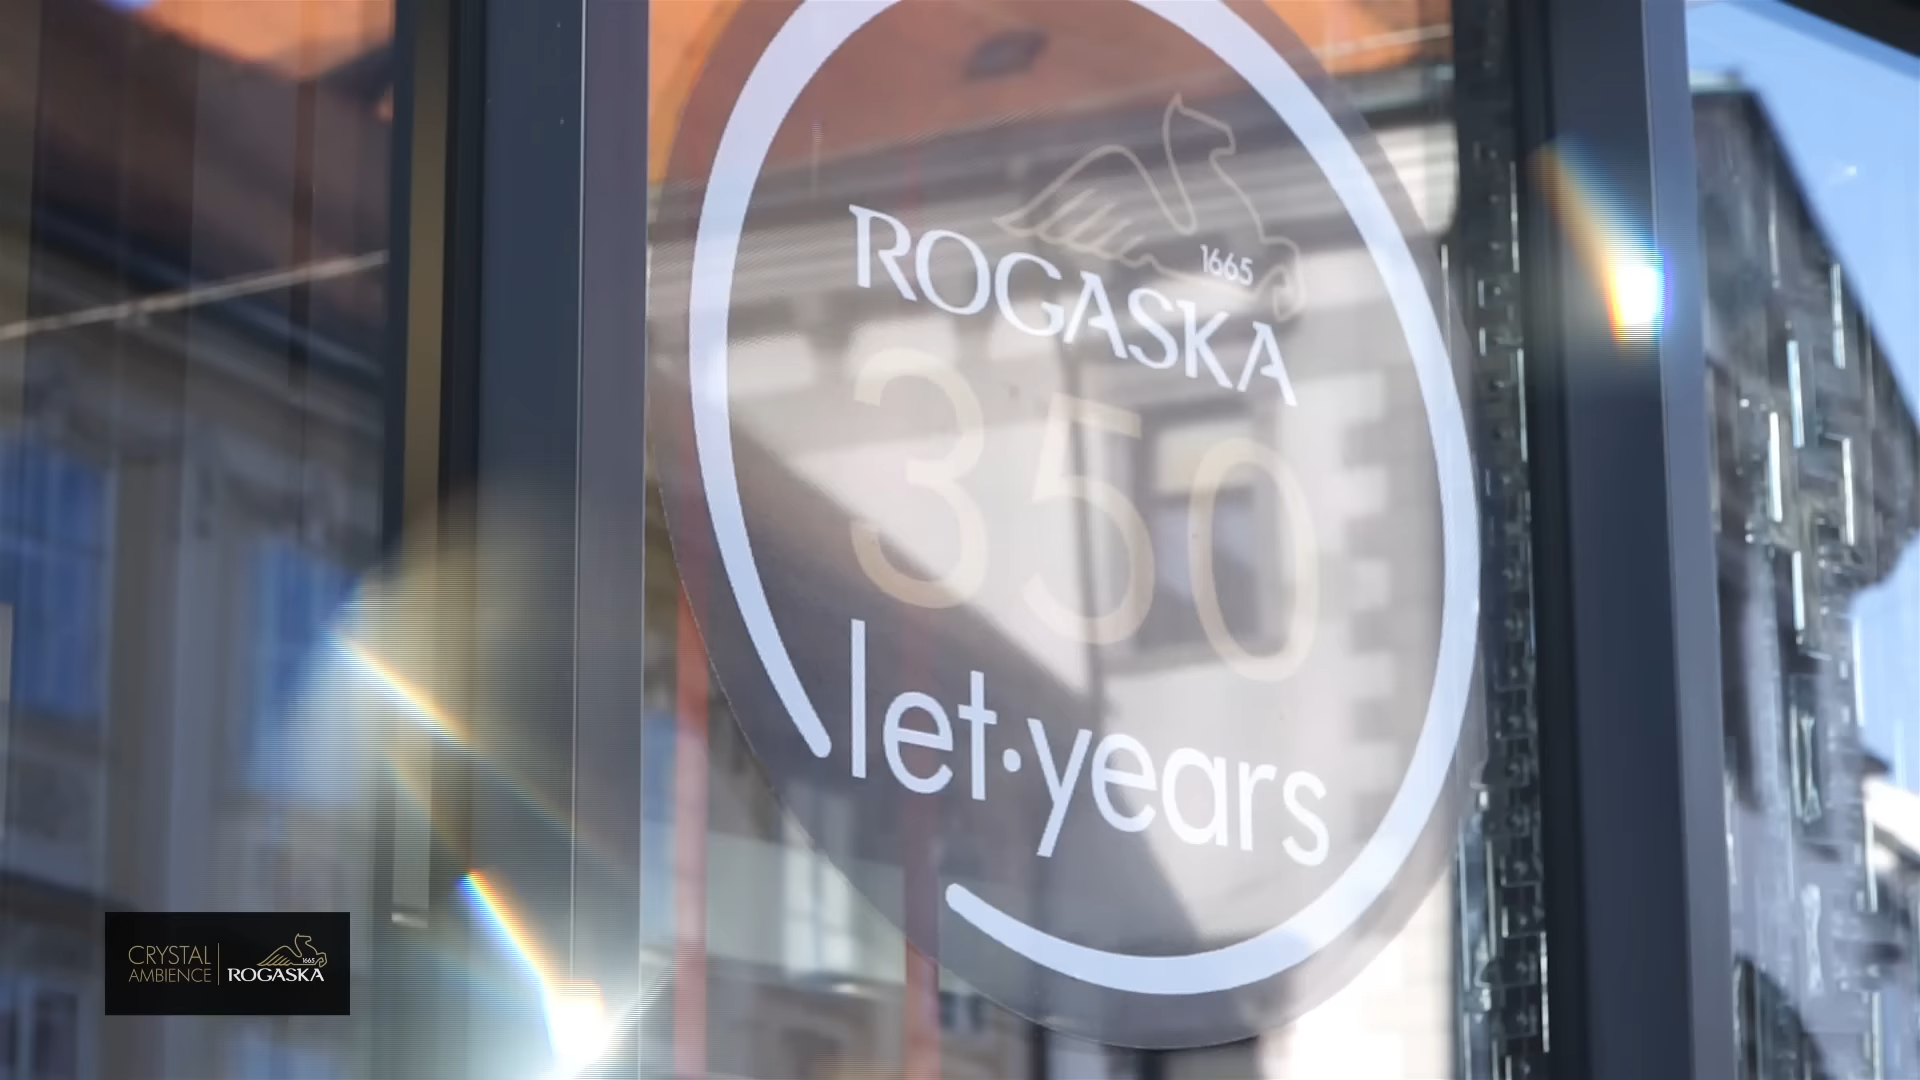 1665
ROGASKA
350
let·years
CRYSTAL
AMBIENCE
1665
ROGASKA